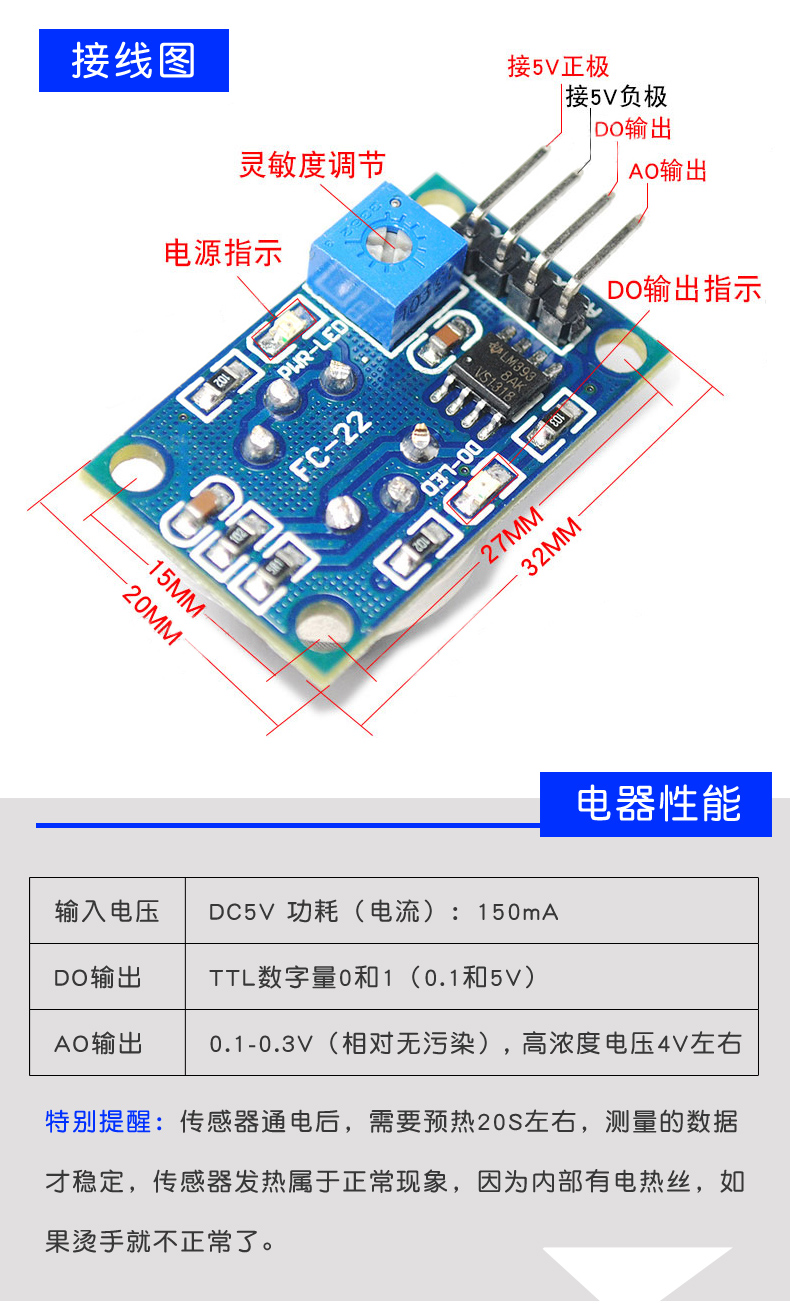 接线图
接5V正极
接5V负极
DO输出
AO输出
灵敏度调节
电源指示
DO输出指示
103
PWR-LED
LM393
8AK
VS1318
102
103
FC-22
DO-LED
201
102
27MM
32MM
15MM
20MM
电器性能
输入电压 DC5V 功耗（电流）：150mA
DO输出 TTL数字量0和1（0.1和5V）
AO输出 0.1-0.3V（相对无污染），高浓度电压4V左右
特别提醒：传感器通电后，需要预热20S左右，测量的数据
才稳定，传感器发热属于正常现象，因为内部有电热丝，如
果烫手就不正常了。